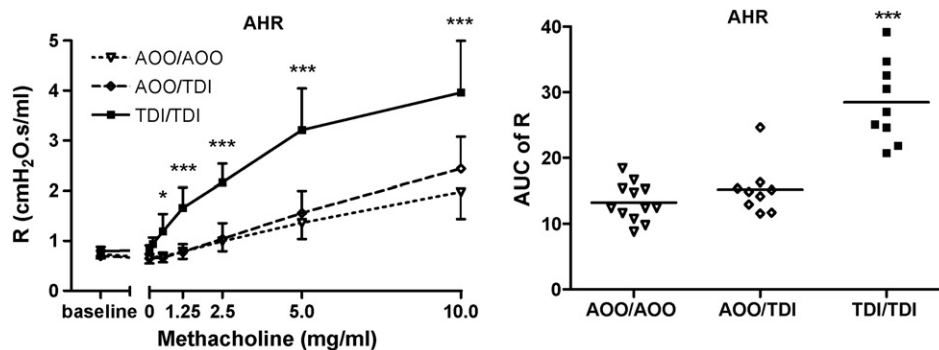 AHR
R (cmH₂O.s/ml)
5
4
3
2
1
0
AOO/AOO
AOO/TDI
TDI/TDI
*
***
***
***
***
baseline 0 1.25 2.5 5.0 10.0
Methacholine (mg/ml)
AHR
AUC of R
40
30
20
10
0
***
AOO/AOO AOO/TDI TDI/TDI